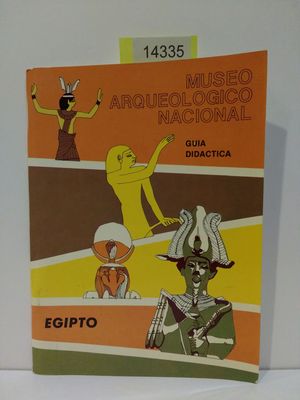 14335
MUSEO
ARQUEOLOGICO
NACIONAL
GUIA
DIDACTICA
EGIPTO